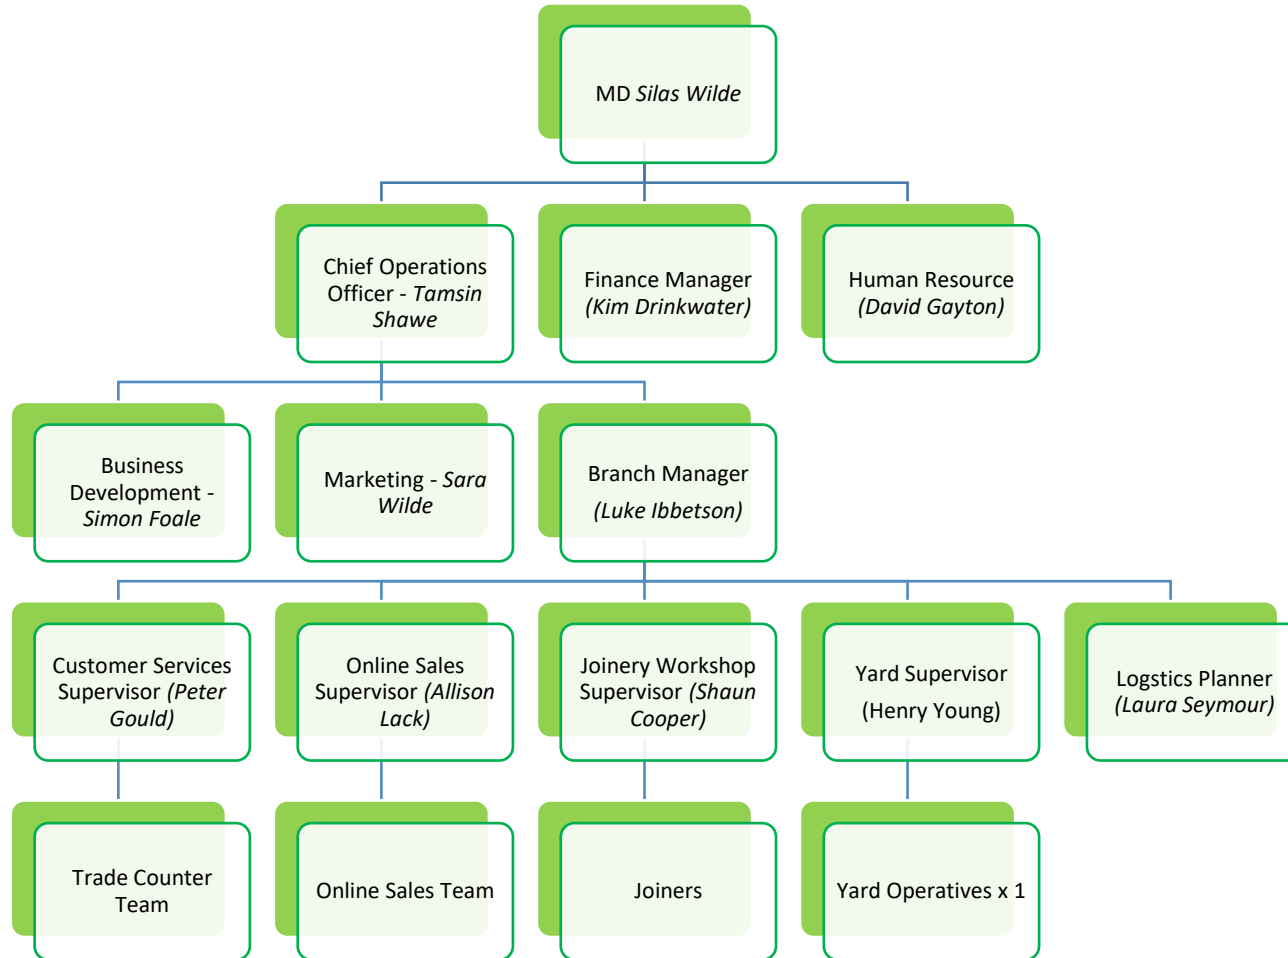 MD Silas Wilde
Chief Operations
Officer - Tamsin
Shawe
Finance Manager
(Kim Drinkwater)
Human Resource
(David Gayton)
Business
Development -
Simon Foale
Marketing - Sara
Wilde
Branch Manager
(Luke Ibbetson)
Customer Services
Supervisor (Peter
Gould)
Online Sales
Supervisor (Allison
Lack)
Joinery Workshop
Supervisor (Shaun
Cooper)
Yard Supervisor
(Henry Young)
Logstics Planner
(Laura Seymour)
Trade Counter
Team
Online Sales Team
Joiners
Yard Operatives x 1